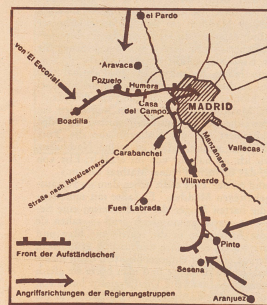 el Pardo
von El Escorial
Aravaca
Pozuelo
Humera
Casa
del Campo
MADRID
Boadilla
Carabanchel
Manzanares
Vallecas
Straße nach Navalcarnero
Villaverde
Fuen Labrada
Front der Aufständischen
Pinto
Sesana
Angriffsrichtungen der Regierungstruppen
Aranjuez